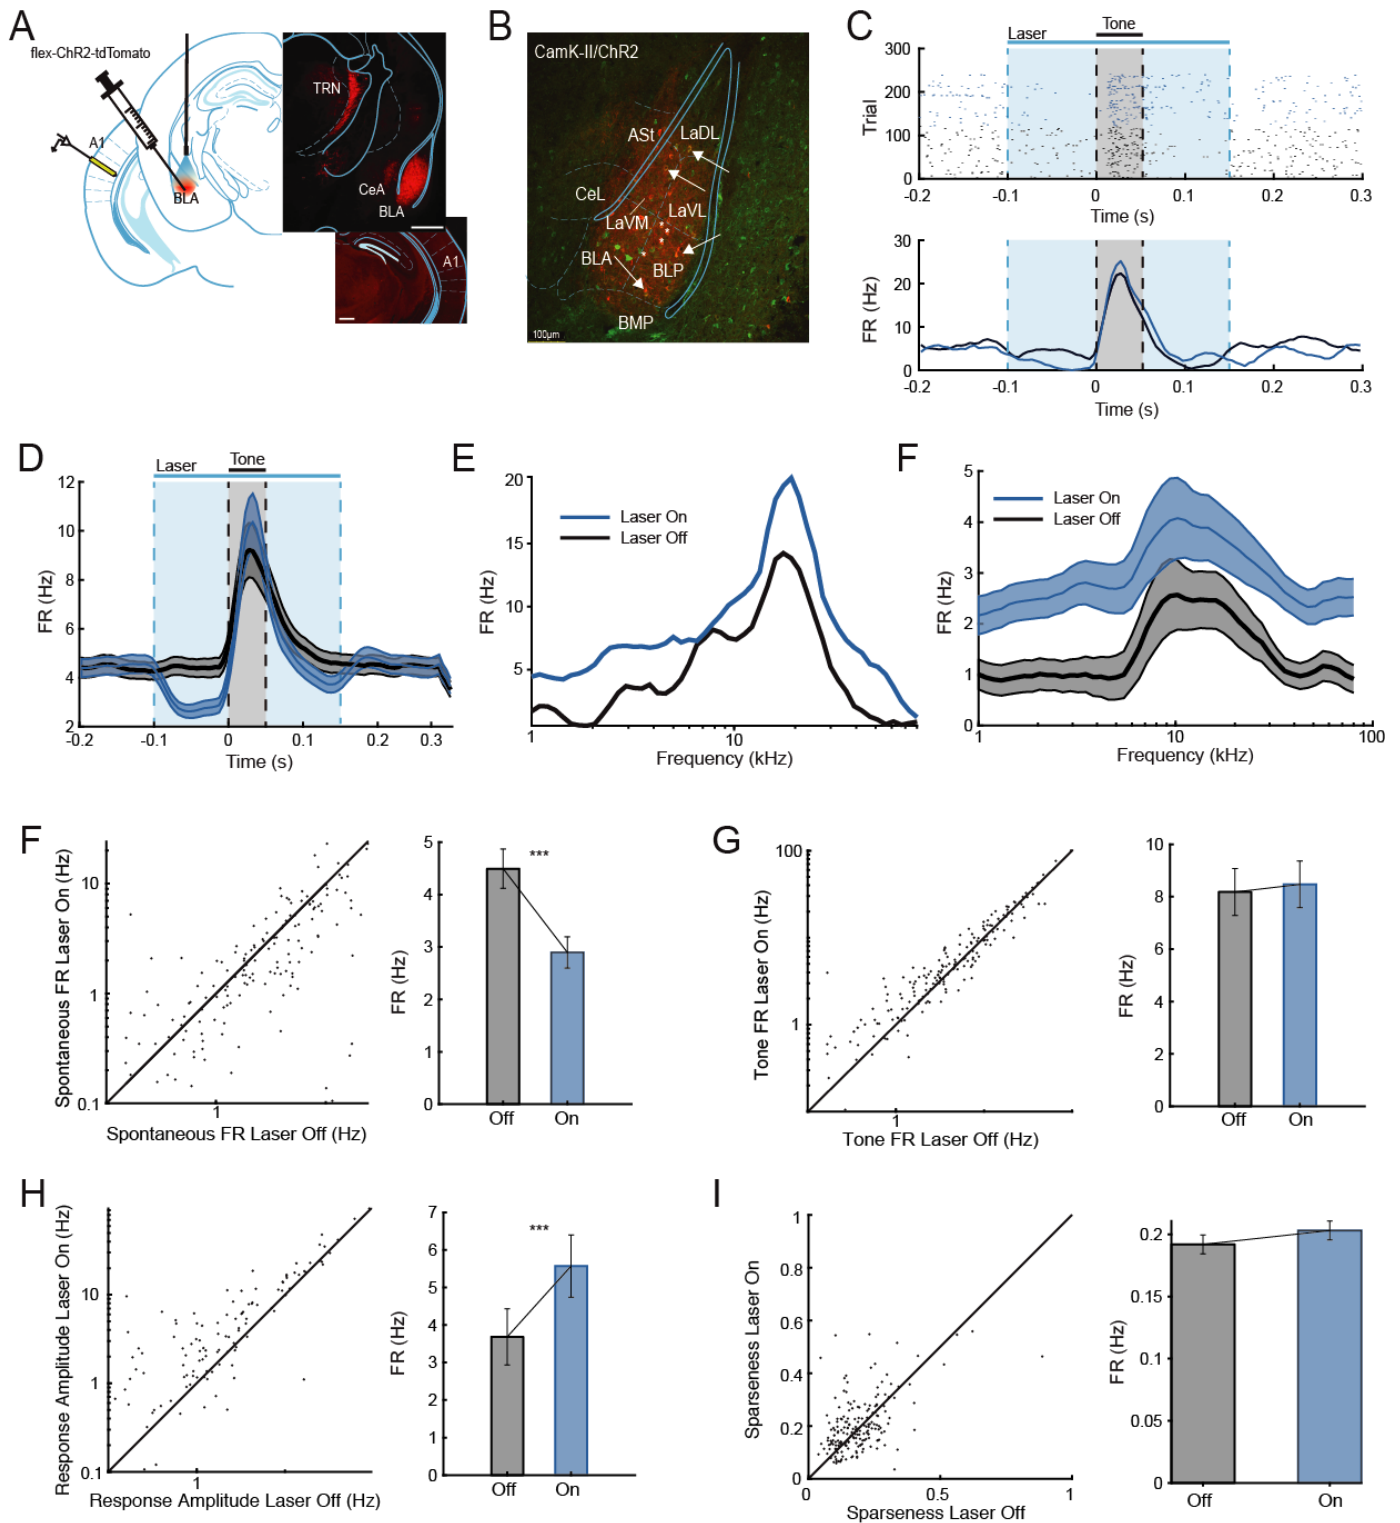 A
flex-ChR2-tdTomato
A1
BLA
TRN
CeA
BLA
A1
B
CamK-II/ChR2
ASt
LaDL
CeL
LaVM
LaVL
BLA
BLP
BMP
100µm
*
*
*
*
C
Tone
Laser
300
200
100
0
Trial
-0.2
-0.1
0
0.1
0.2
0.3
Time (s)
30
20
10
0
FR (Hz)
-0.2
-0.1
0
0.1
0.2
0.3
Time (s)
D
Tone
Laser
12
10
8
6
4
2
FR (Hz)
-0.2
-0.1
0
0.1
0.2
0.3
Time (s)
E
20
15
10
5
FR (Hz)
Laser On
Laser Off
1
10
Frequency (kHz)
F
5
4
3
2
1
0
FR (Hz)
Laser On
Laser Off
1
10
100
Frequency (kHz)
F
Spontaneous FR Laser On (Hz)
10
1
0.1
1
Spontaneous FR Laser Off (Hz)
5
4
3
2
1
0
FR (Hz)
***
Off
On
G
Tone FR Laser On (Hz)
100
1
1
Tone FR Laser Off (Hz)
10
8
6
4
2
0
FR (Hz)
Off
On
H
Response Amplitude Laser On (Hz)
10
1
0.1
1
Response Amplitude Laser Off (Hz)
7
6
5
4
3
2
1
0
FR (Hz)
***
Off
On
I
Sparseness Laser On
1
0.8
0.6
0.4
0.2
0
0
0.5
1
Sparseness Laser Off
0.2
0.15
0.1
0.05
0
FR (Hz)
Off
On